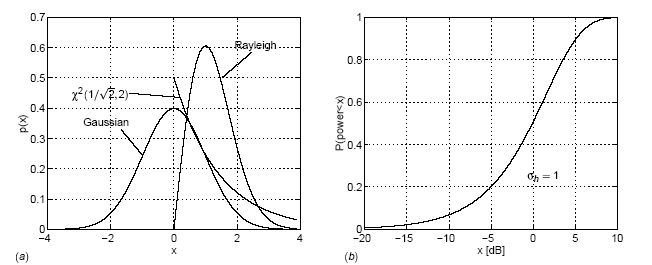 0.7
0.6
0.5
0.4
0.3
0.2
0.1
0
p(x)
Rayleigh
χ²(1/√2,2)
Gaussian
−4 −2 0 2 4
x
(a)
1
0.8
0.6
0.4
0.2
0
P(power<x)
σh = 1
−20 −15 −10 −5 0 5 10
x [dB]
(b)